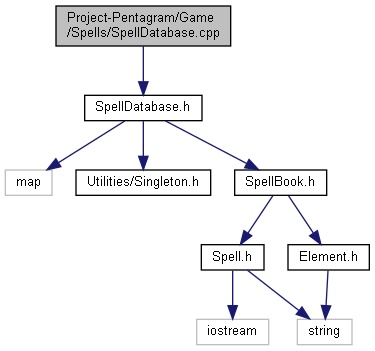 Project-Pentagram/Game
/Spells/SpellDatabase.cpp
SpellDatabase.h
map
Utilities/Singleton.h
SpellBook.h
Spell.h
Element.h
iostream
string